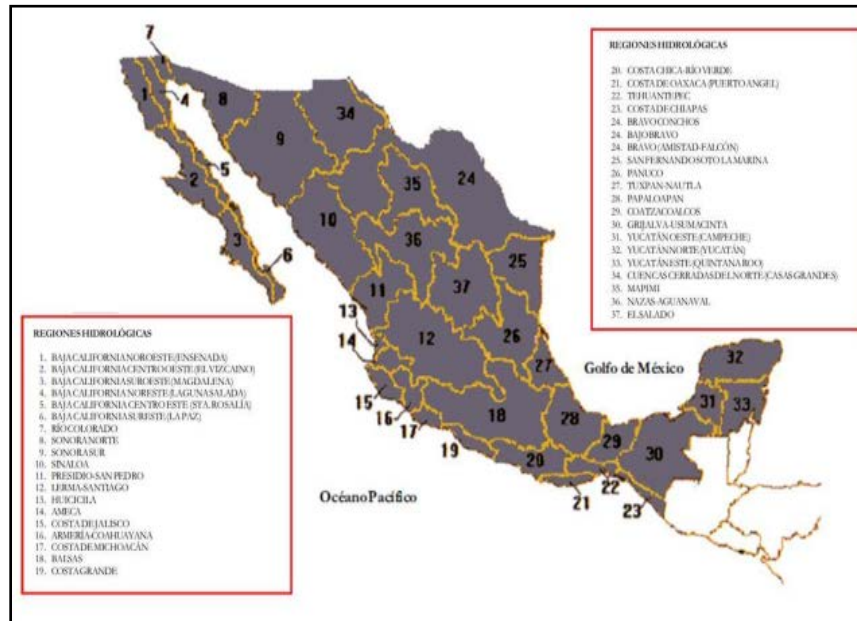 REGIONES HIDROLÓGICAS
20. COSTA CHICA-RÍO VERDE
21. COSTA DE OAXACA (PUERTO ANGEL)
22. TEHUANTEPEC
23. COSTA DE CHIAPAS
24. BRAVO CONCHOS
24. BAJO BRAVO
24. BRAVO (AMISTAD-FALCÓN)
25. SAN FERNANDO SOTO LA MARINA
26. PANUCO
27. TUXPAN-NAUTLA
28. PAPALOAPAN
29. COATZACOALCOS
30. GRIJALVA-USUMACINTA
31. YUCATÁN OESTE (CAMPECHE)
32. YUCATÁN NORTE (YUCATÁN)
33. YUCATÁN ESTE (QUINTANA ROO)
34. CUENCAS CERRADAS DEL NORTE (CASAS GRANDES)
35. MAPIMI
36. NAZAS-AGUANAVAL
37. EL SALADO
7
1
4
8
34
9
5
2
35
24
10
3
6
36
25
11
37
13
12
26
14
27
Golfo de México
32
15
31
33
16
18
28
17
29
19
20
30
22
Océano Pacífico
21
23
REGIONES HIDROLÓGICAS
1. BAJA CALIFORNIA NOROESTE (ENSENADA)
2. BAJA CALIFORNIA CENTRO OESTE (EL VIZCAINO)
3. BAJA CALIFORNIA SUROESTE (MAGDALENA)
4. BAJA CALIFORNIA NORESTE (LAGUNA SALADA)
5. BAJA CALIFORNIA CENTRO ESTE (STA. ROSALÍA)
6. BAJA CALIFORNIA SURESTE (LA PAZ)
7. RÍO COLORADO
8. SONORA NORTE
9. SONORA SUR
10. SINALOA
11. PRESIDIO-SAN PEDRO
12. LERMA-SANTIAGO
13. HUICICILA
14. AMECA
15. COSTA DE JALISCO
16. ARMERÍA-COAHUAYANA
17. COSTA DE MICHOACÁN
18. BALSAS
19. COSTA GRANDE